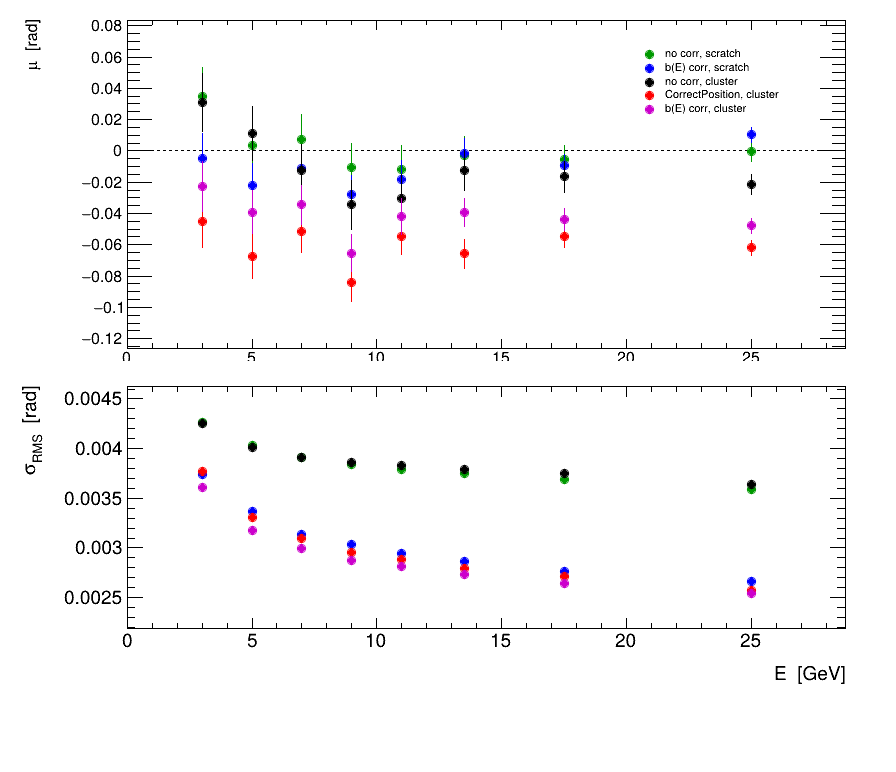 μ [rad]
0.08
0.06
0.04
0.02
0
−0.02
−0.04
−0.06
−0.08
−0.1
−0.12
no corr, scratch
b(E) corr, scratch
no corr, cluster
CorrectPosition, cluster
b(E) corr, cluster
0 5 10 15 20 25
σRMS [rad]
0.0045
0.004
0.0035
0.003
0.0025
0 5 10 15 20 25
E [GeV]